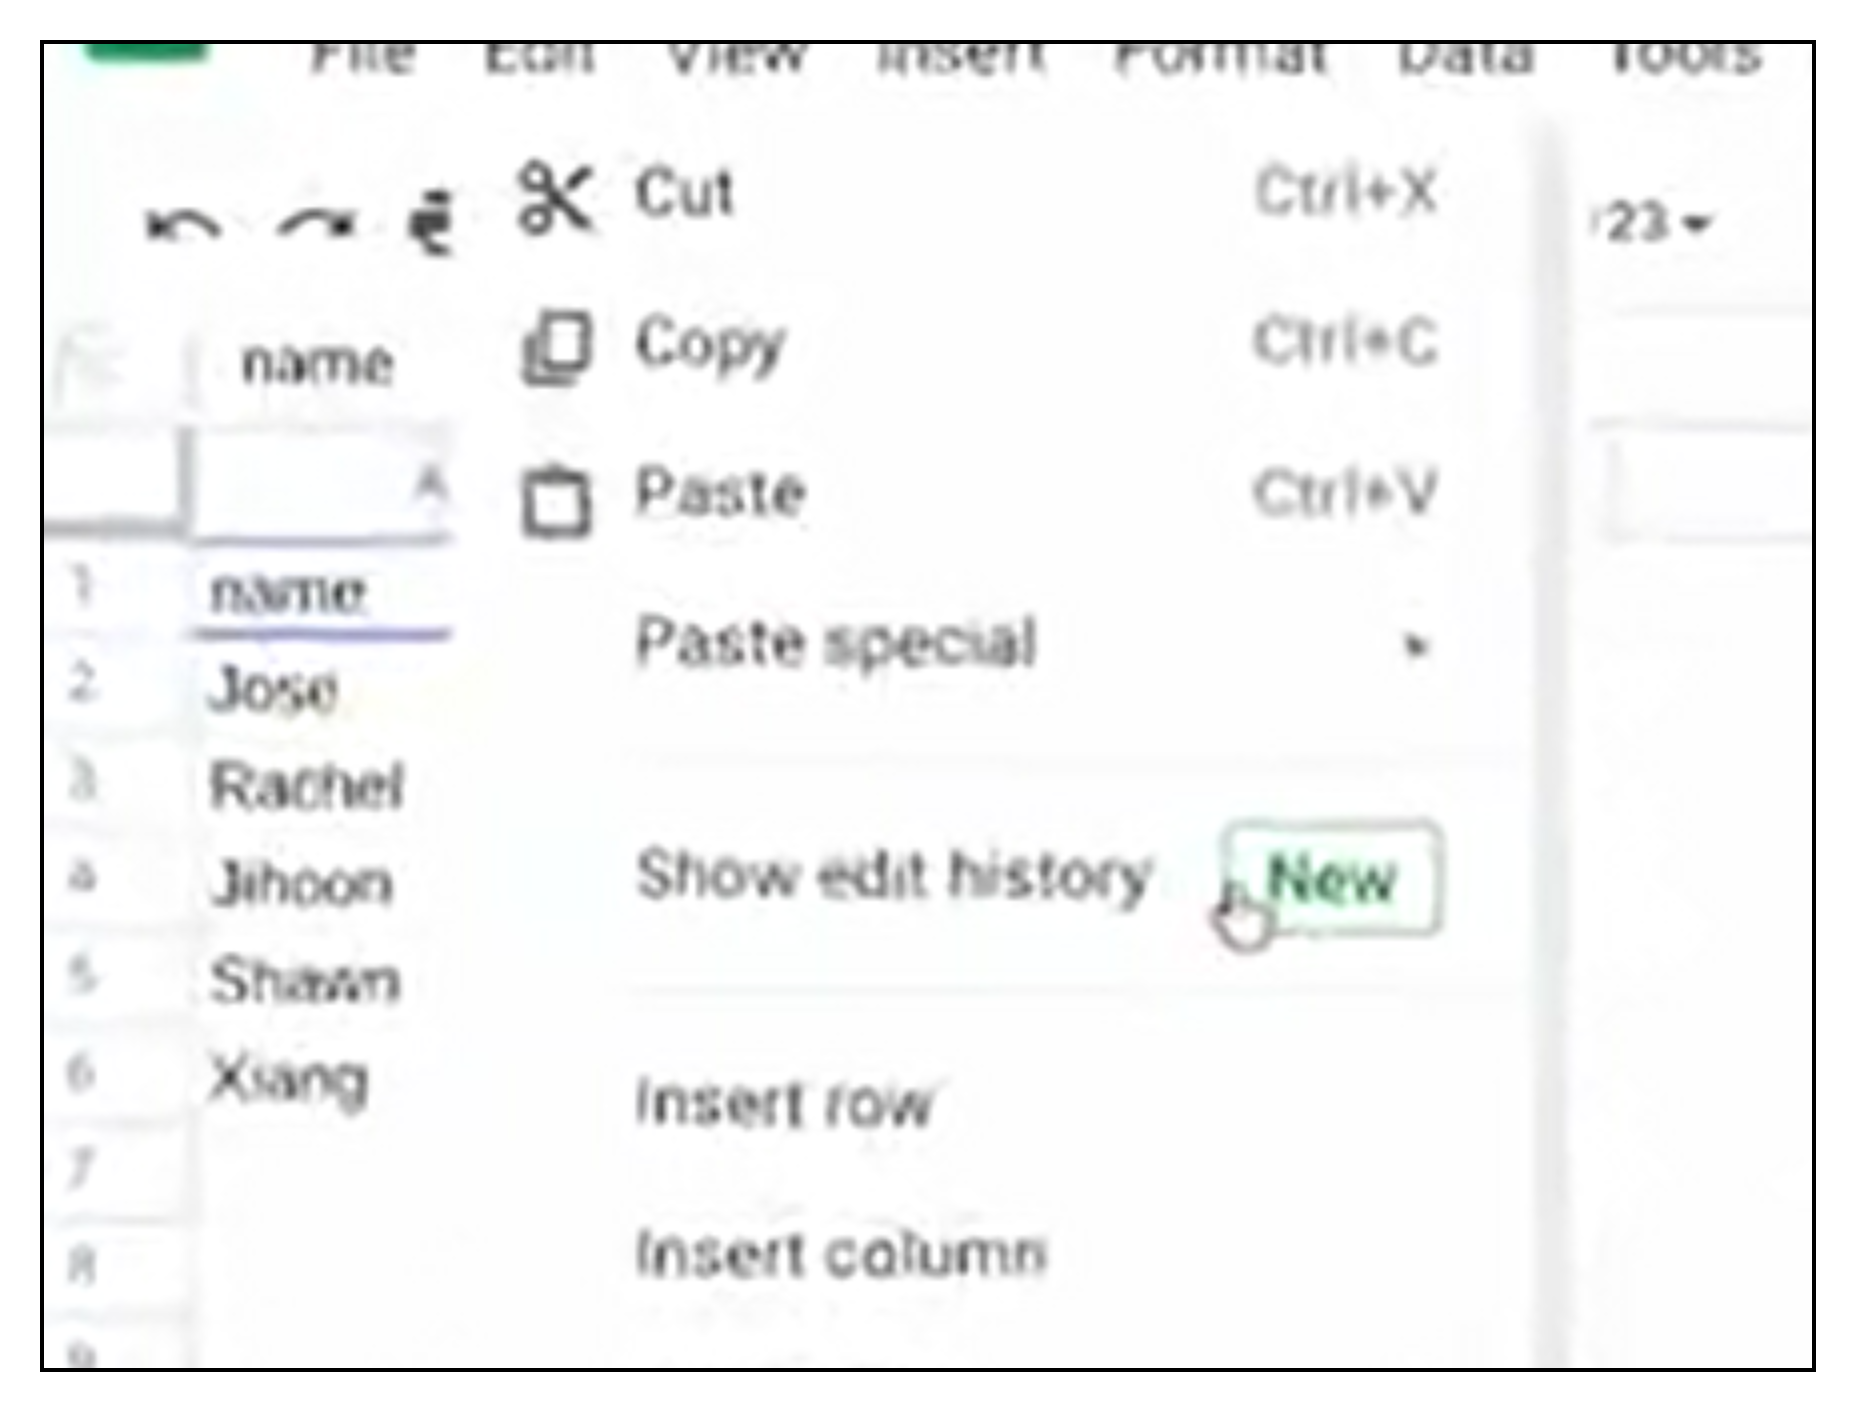 File Edit View Insert Format Data Tools
Cut Ctrl+X
23
Copy Ctrl+C
name
Paste Ctrl+V
A
1 name
Paste special
2 Jose
3 Rachel
Show edit history New
4 Jihoon
5 Shawn
6 Xiang
Insert row
7
Insert column
8
9